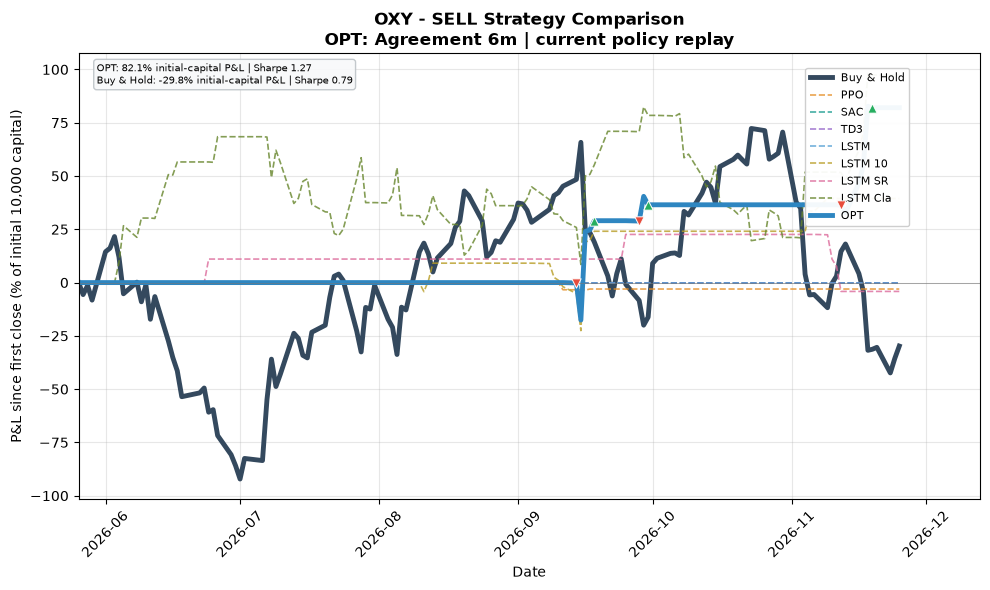 OXY - SELL Strategy Comparison
OPT: Agreement 6m | current policy replay
OPT: 82.1% initial-capital P&L | Sharpe 1.27
Buy & Hold: -29.8% initial-capital P&L | Sharpe 0.79
Buy & Hold
PPO
SAC
TD3
LSTM
LSTM 10
LSTM SR
LSTM Cla
OPT
P&L since first close (% of initial 10,000 capital)
100
75
50
25
0
−25
−50
−75
−100
2026-06
2026-07
2026-08
2026-09
2026-10
2026-11
2026-12
Date